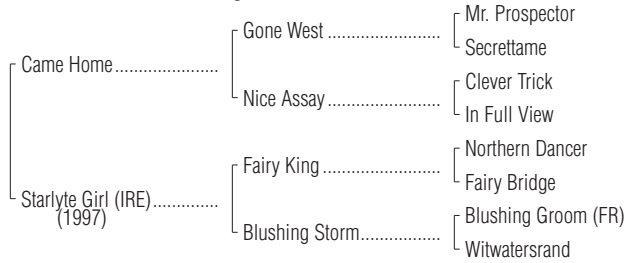 Mr. Prospector
Gone West
Secrettame
Came Home
Clever Trick
Nice Assay
In Full View
Northern Dancer
Fairy King
Fairy Bridge
Starlyte Girl (IRE)
(1997)
Blushing Groom (FR)
Blushing Storm
Witwatersrand